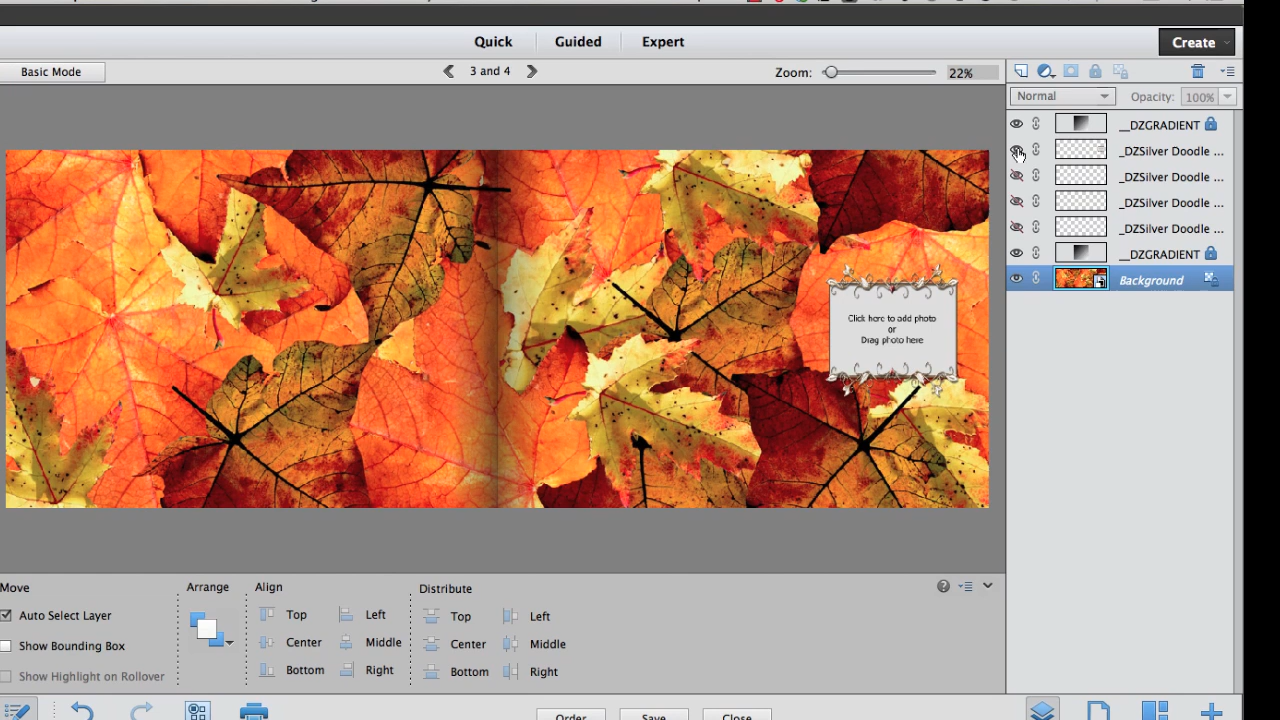 Quick Guided Expert Create
Basic Mode 3 and 4 Zoom: 22%
Normal Opacity: 100%
__DZGRADIENT
_DZSilver Doodle ...
_DZSilver Doodle ...
_DZSilver Doodle ...
_DZSilver Doodle ...
__DZGRADIENT
Background
Click here to add photo
or
Drag photo here
Move Arrange Align Distribute
Auto Select Layer Top Left Top Left
Show Bounding Box Center Middle Center Middle
Show Highlight on Rollover Bottom Right Bottom Right
Order Save Close